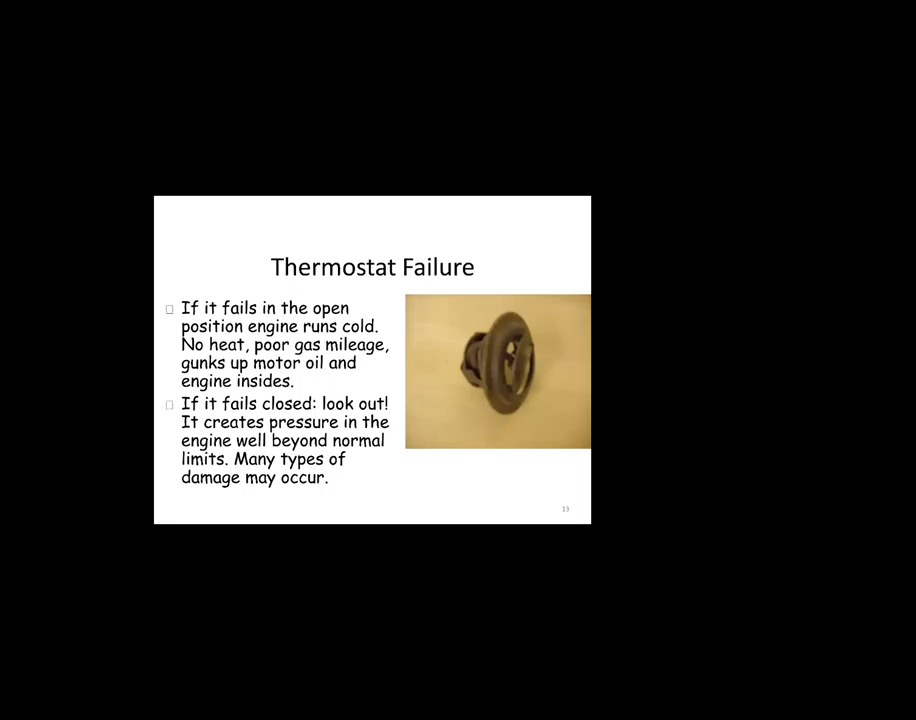 Thermostat Failure
If it fails in the open
position engine runs cold.
No heat, poor gas mileage,
gunks up motor oil and
engine insides.
If it fails closed: look out!
It creates pressure in the
engine well beyond normal
limits. Many types of
damage may occur.
13